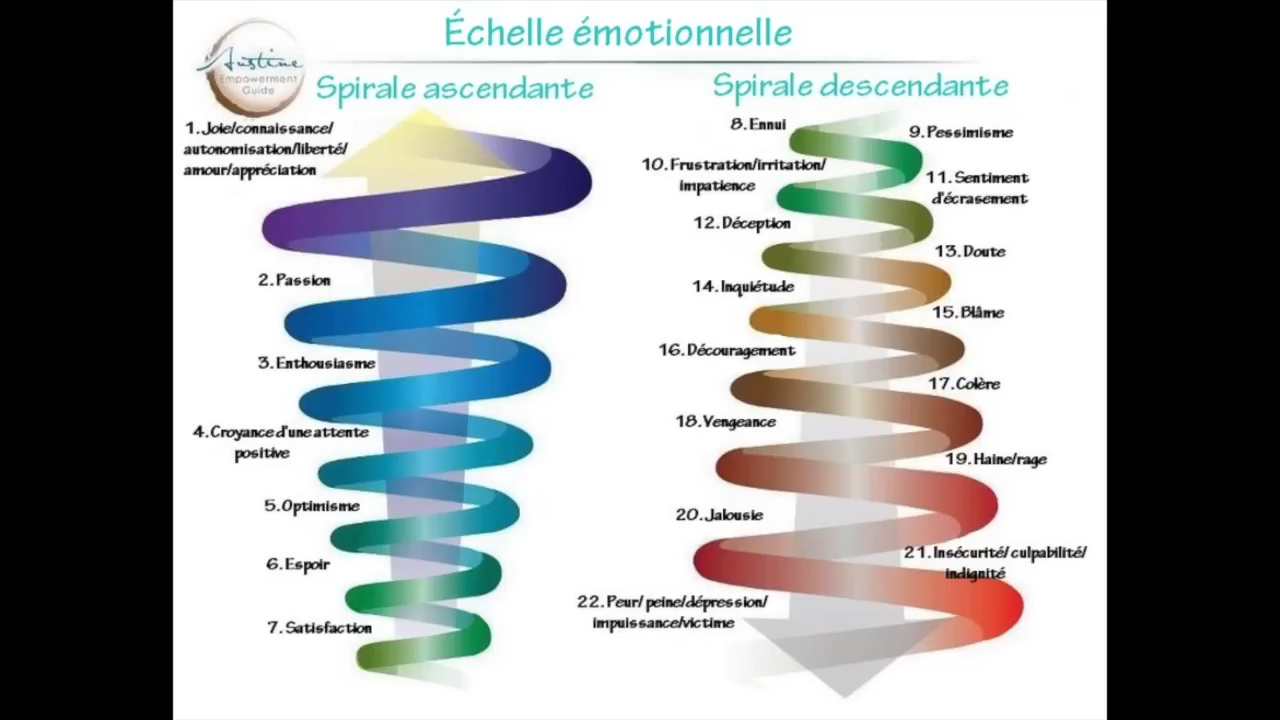 Échelle émotionnelle
Austine
Empowerment
Guide
Spirale ascendante
1. Joie/connaissance/
autonomisation/liberté/
amour/appréciation
2. Passion
3. Enthousiasme
4. Croyance d'une attente
positive
5. Optimisme
6. Espoir
7. Satisfaction
Spirale descendante
8. Ennui
9. Pessimisme
10. Frustration/irritation/
impatience
11. Sentiment
d'écrasement
12. Déception
13. Doute
14. Inquiétude
15. Blâme
16. Découragement
17. Colère
18. Vengeance
19. Haine/rage
20. Jalousie
21. Insécurité/ culpabilité/
indignité
22. Peur/ peine/dépression/
impuissance/victime